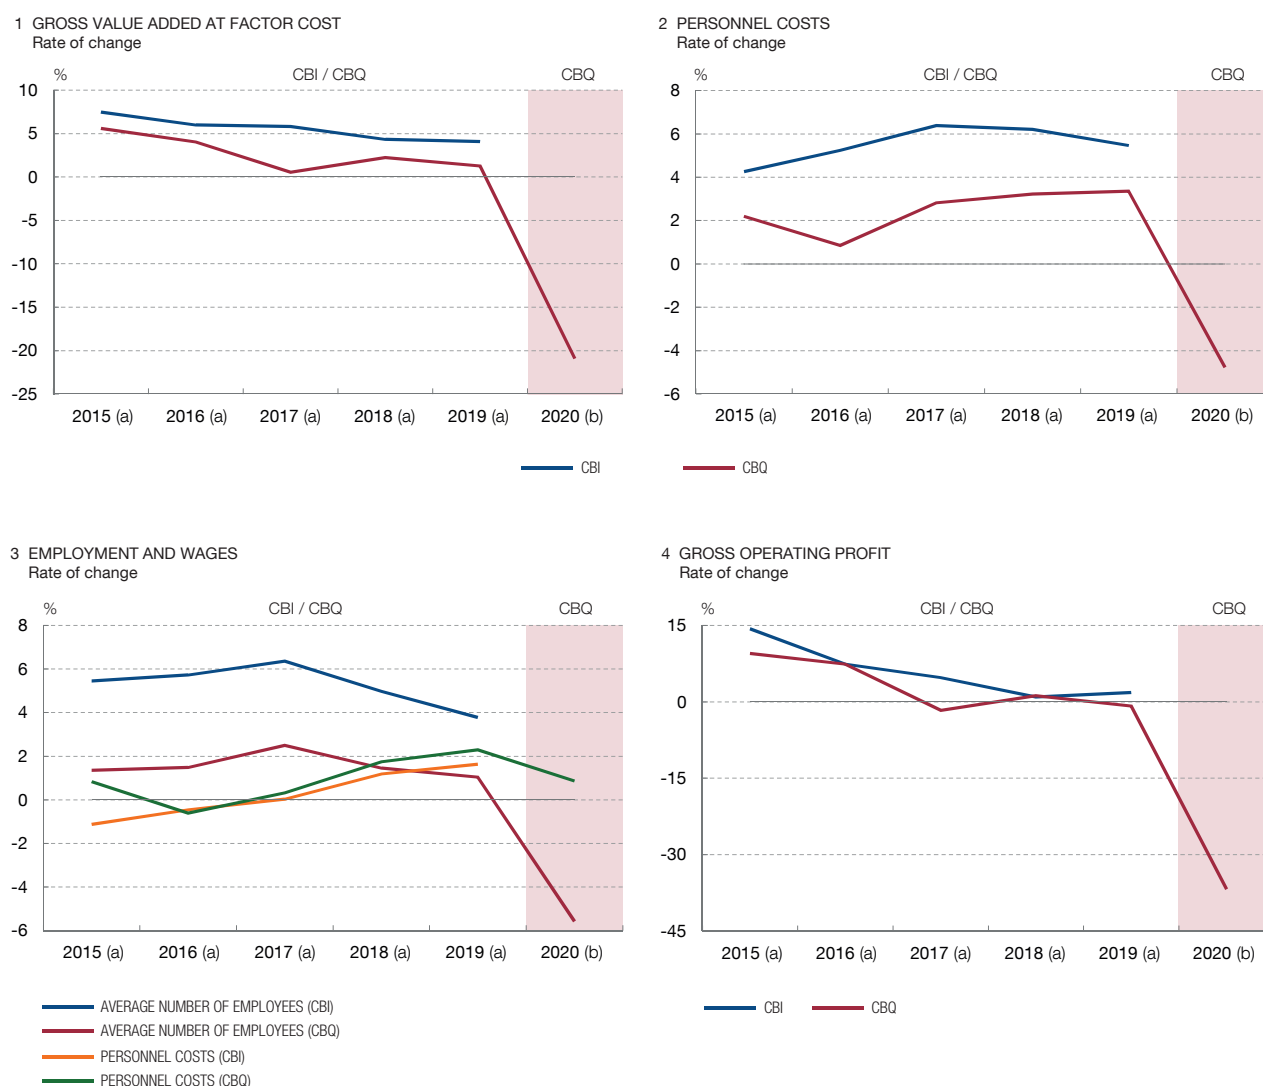 1 GROSS VALUE ADDED AT FACTOR COST
Rate of change
%
CBI / CBQ
CBQ
10
5
0
-5
-10
-15
-20
-25
2015 (a)
2016 (a)
2017 (a)
2018 (a)
2019 (a)
2020 (b)
2 PERSONNEL COSTS
Rate of change
%
CBI / CBQ
CBQ
8
6
4
2
0
-2
-4
-6
2015 (a)
2016 (a)
2017 (a)
2018 (a)
2019 (a)
2020 (b)
CBI
CBQ
3 EMPLOYMENT AND WAGES
Rate of change
%
CBI / CBQ
CBQ
8
6
4
2
0
-2
-4
-6
2015 (a)
2016 (a)
2017 (a)
2018 (a)
2019 (a)
2020 (b)
AVERAGE NUMBER OF EMPLOYEES (CBI)
AVERAGE NUMBER OF EMPLOYEES (CBQ)
PERSONNEL COSTS (CBI)
PERSONNEL COSTS (CBQ)
4 GROSS OPERATING PROFIT
Rate of change
%
CBI / CBQ
CBQ
15
0
-15
-30
-45
2015 (a)
2016 (a)
2017 (a)
2018 (a)
2019 (a)
2020 (b)
CBI
CBQ